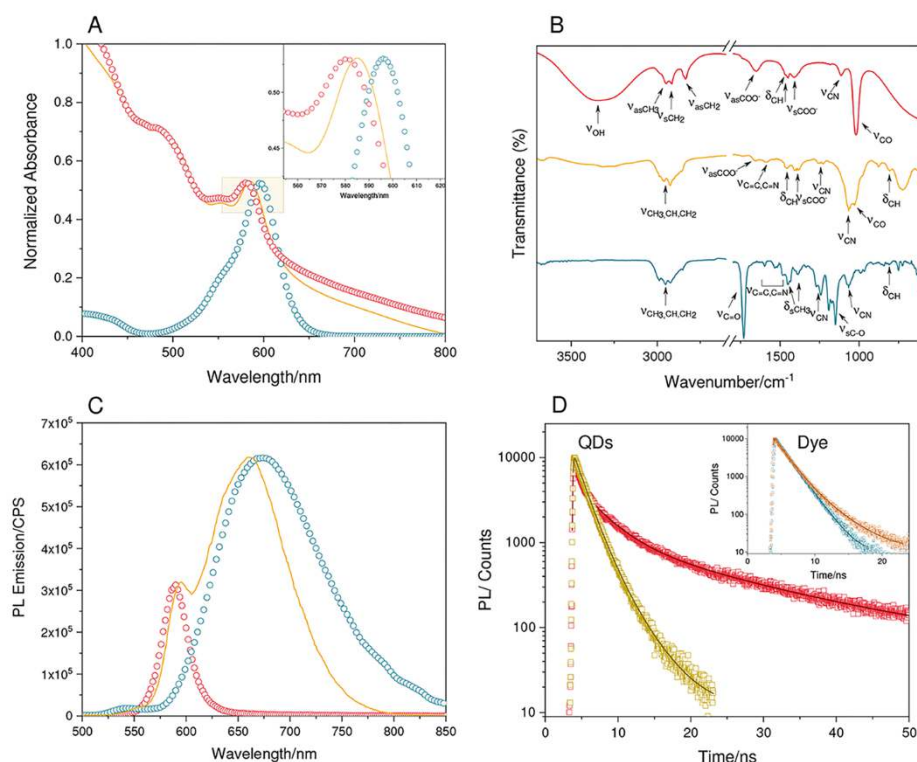 A
Normalized Absorbance
1.0
0.8
0.6
0.4
0.2
0.0
400 500 600 700 800
Wavelength/nm
0.50
0.45
560 570 580 590 600 610 620
Wavelength/nm
B
Transmittance (%)
νOH
νasCH3
νsCH2
νasCH2
νasCOO-
δCH
νsCOO-
νCN
νCO
νCH3,CH,CH2
νasCOO
νC=C,C=N
δCH
νsCOO-
νCN
νCN
νCO
δCH
νCH3,CH,CH2
νC=O
νC=C,C=N
δsCH3
νCN
νsC-O
νCN
δCH
3500 3000 1500 1000
Wavenumber/cm-1
C
PL Emission/CPS
7x10⁵
6x10⁵
5x10⁵
4x10⁵
3x10⁵
2x10⁵
1x10⁵
0
500 550 600 650 700 750 800 850
Wavelength/nm
D
QDs
PL/ Counts
10000
1000
100
10
0 10 20 30 40 50
Time/ns
Dye
PL/ Counts
10000
1000
100
10
0 10 20
Time/ns